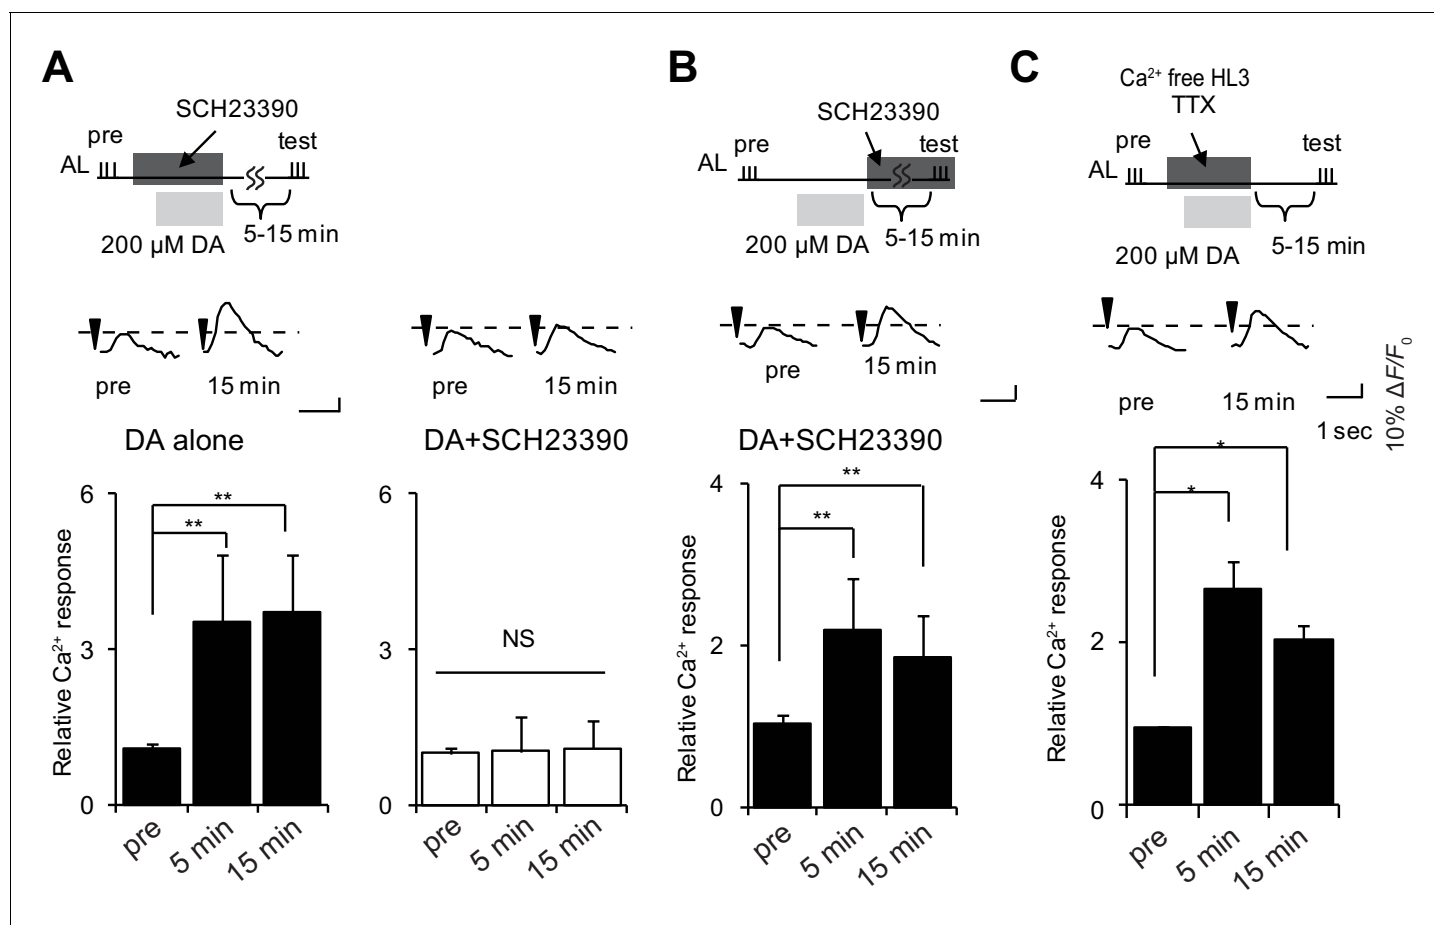 A
SCH23390
pre
test
AL
200 µM DA
5-15 min
pre
15 min
pre
15 min
DA alone
DA+SCH23390
Relative Ca²⁺ response
6
3
0
**
**
pre
5 min
15 min
6
3
0
NS
pre
5 min
15 min
B
SCH23390
pre
test
AL
200 µM DA
5-15 min
pre
15 min
DA+SCH23390
Relative Ca²⁺ response
4
2
0
**
**
pre
5 min
15 min
C
Ca²⁺ free HL3
TTX
pre
test
AL
200 µM DA
5-15 min
pre
15 min
1 sec
10% ΔF/F₀
Relative Ca²⁺ response
4
2
0
*
*
pre
5 min
15 min